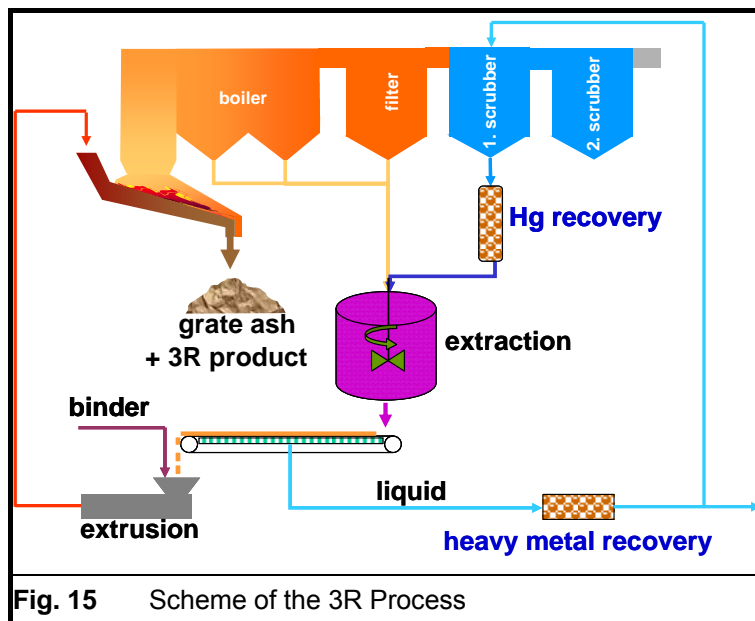 boiler
filter
1. scrubber
2. scrubber
Hg recovery
grate ash
+ 3R product
extraction
binder
liquid
extrusion
heavy metal recovery
Fig. 15 Scheme of the 3R Process